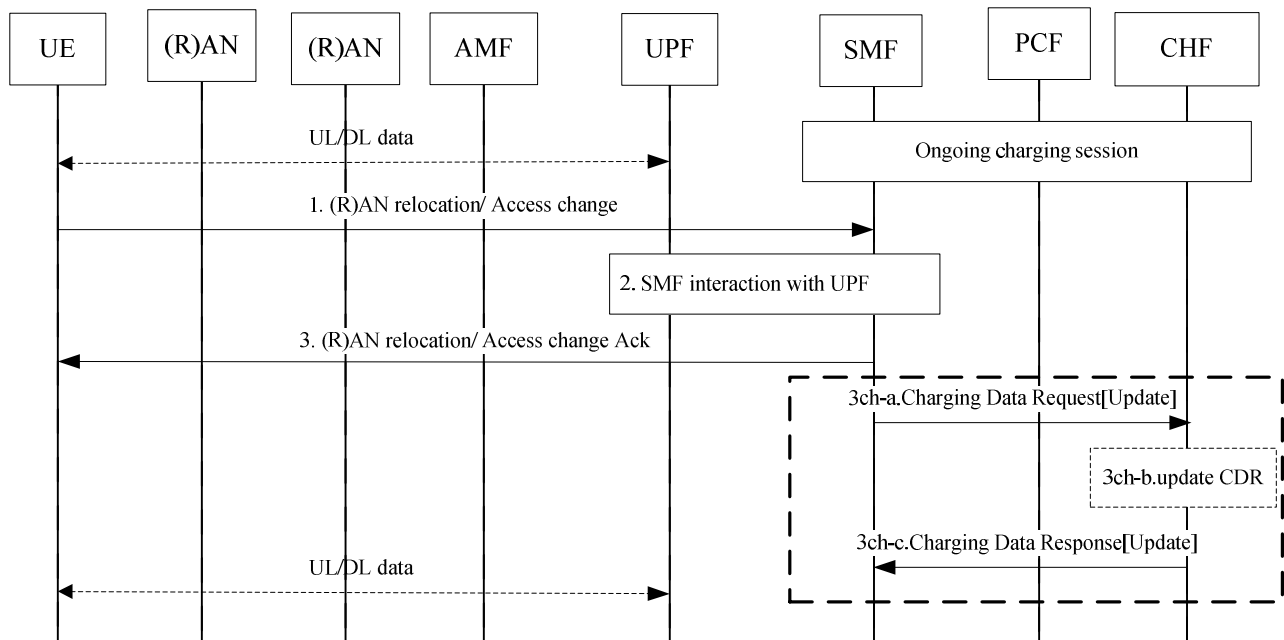 UE
(R)AN
(R)AN
AMF
UPF
SMF
PCF
CHF
UL/DL data
Ongoing charging session
1. (R)AN relocation/ Access change
2. SMF interaction with UPF
3. (R)AN relocation/ Access change Ack
3ch-a.Charging Data Request[Update]
3ch-b.update CDR
3ch-c.Charging Data Response[Update]
UL/DL data